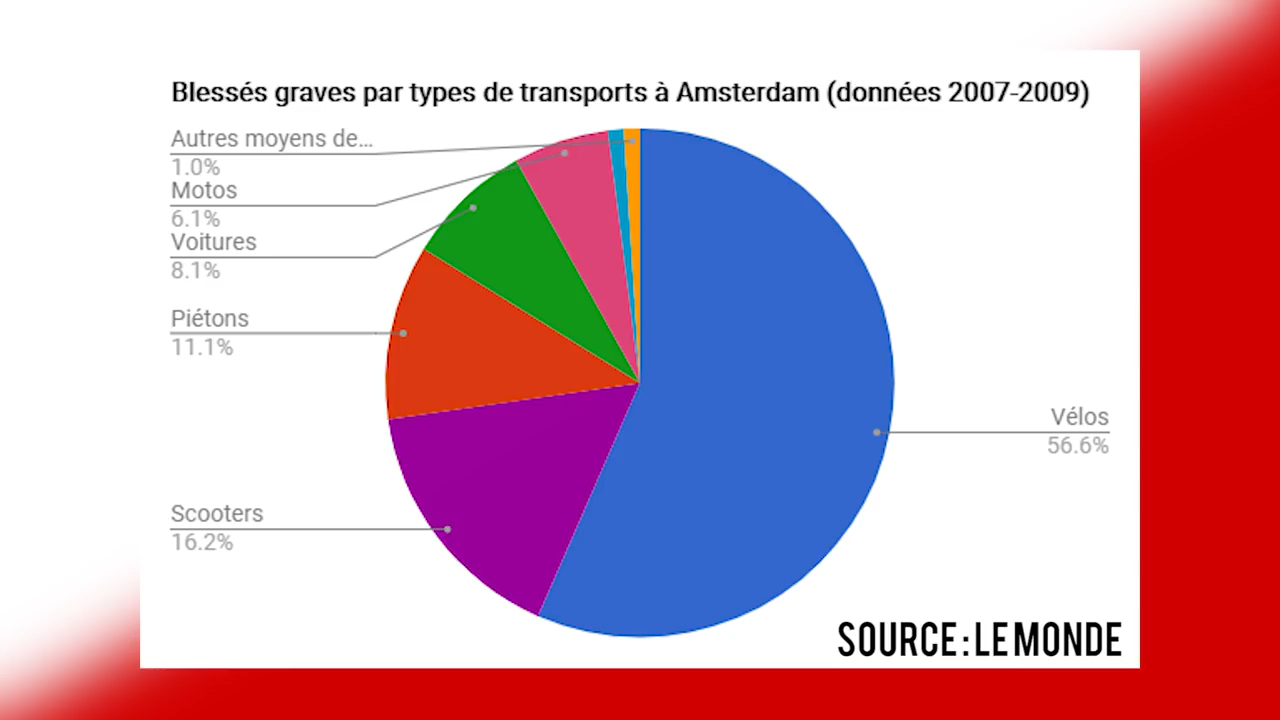 Blessés graves par types de transports à Amsterdam (données 2007-2009)
Autres moyens de...
1.0%
Motos
6.1%
Voitures
8.1%
Piétons
11.1%
Vélos
56.6%
Scooters
16.2%
SOURCE : LE MONDE